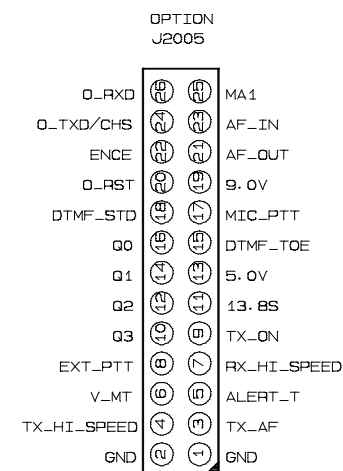 OPTION
J2005
O_RXD 26 25 MA1
O_TXD/CHS 24 23 AF_IN
ENCE 22 21 AF_OUT
O_RST 20 19 9.0V
DTMF_STD 18 17 MIC_PTT
Q0 16 15 DTMF_TOE
Q1 14 13 5.0V
Q2 12 11 13.8S
Q3 10 9 TX_ON
EXT_PTT 8 7 RX_HI_SPEED
V_MT 6 5 ALERT_T
TX_HI_SPEED 4 3 TX_AF
GND 2 1 GND